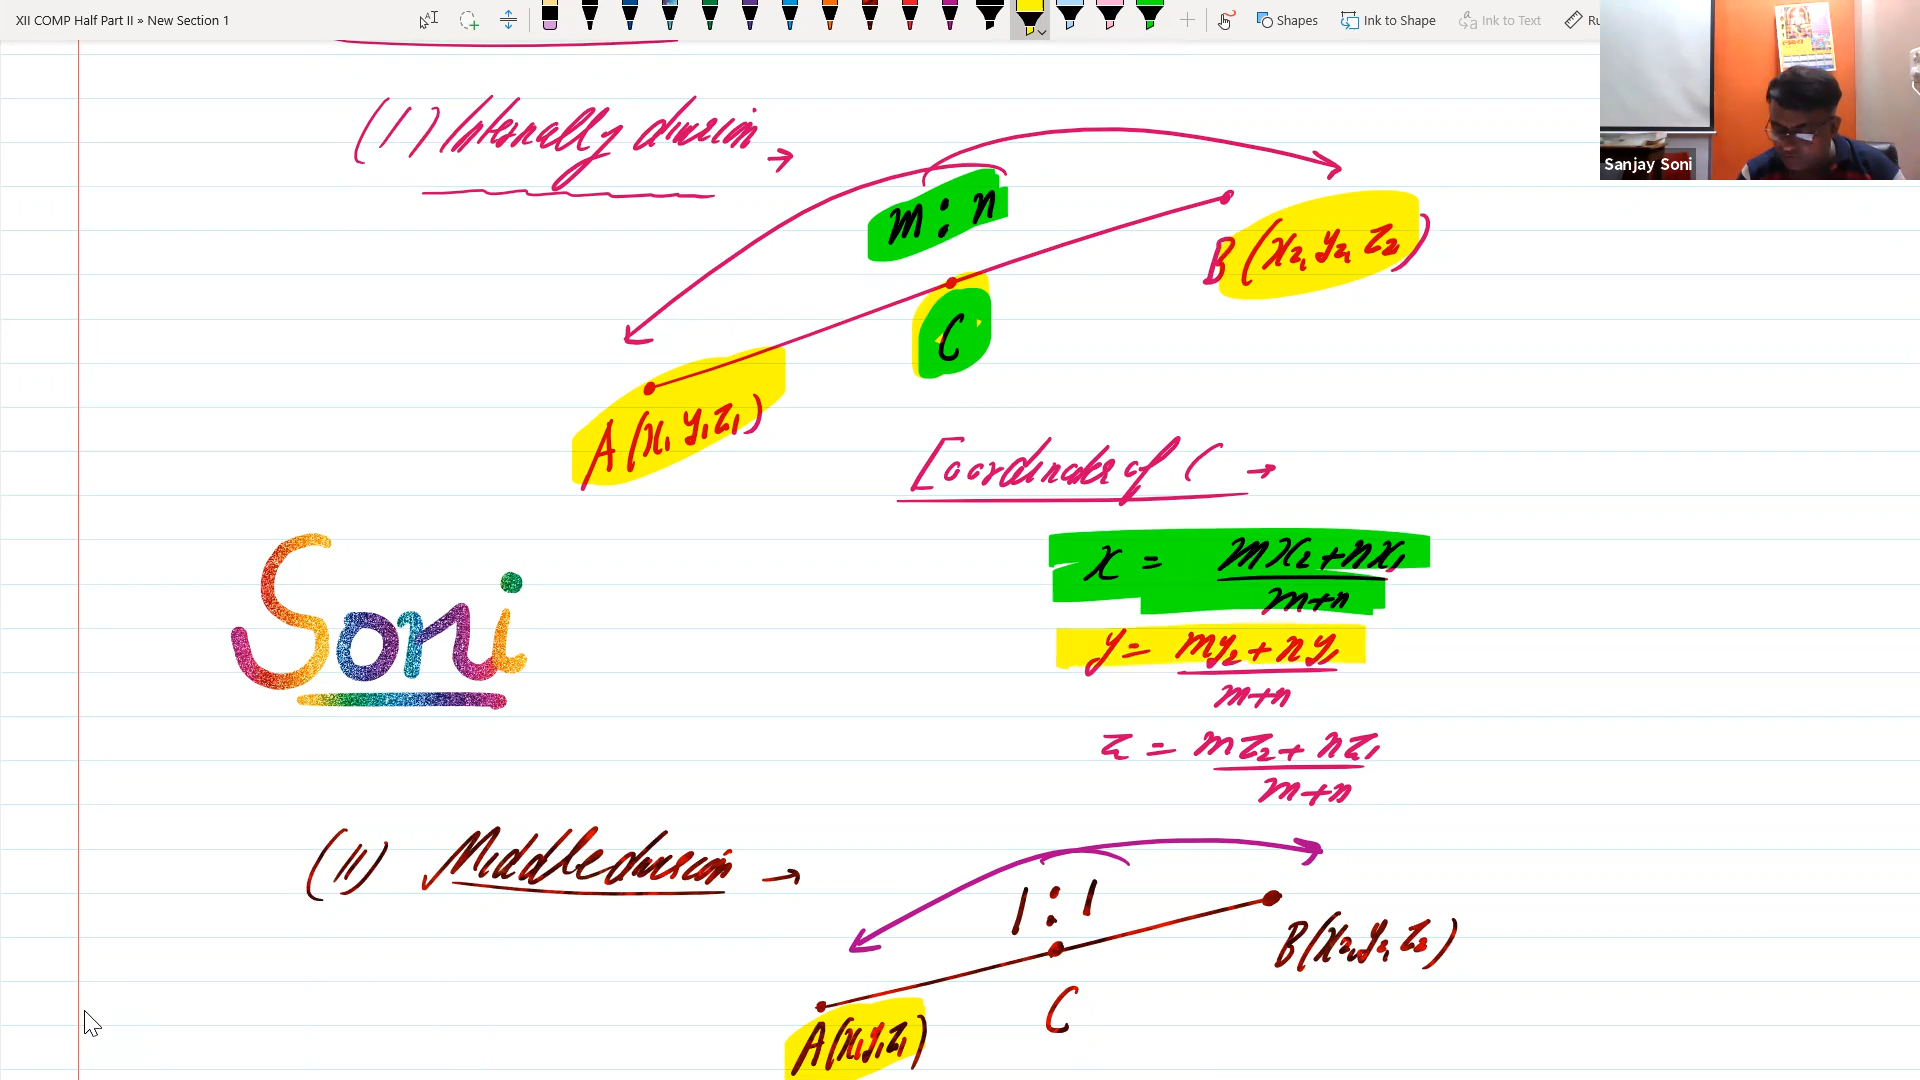 XII COMP Half Part II » New Section 1
Shapes
Ink to Shape
Ink to Text
Ru
Sanjay Soni
(I) Internally division →
m : n
B(x₂, y₂, z₂)
C
A(x₁ y₁, z₁)
Coordinates of C →
x = mx₂+nx₁
m+n
y = my₂+ny₁
m+n
Soni
z = mz₂+nz₁
m+n
(II) Middle division →
1 : 1
B(x₂, y₂, z₂)
C
A(x₁ y₁ z₁)